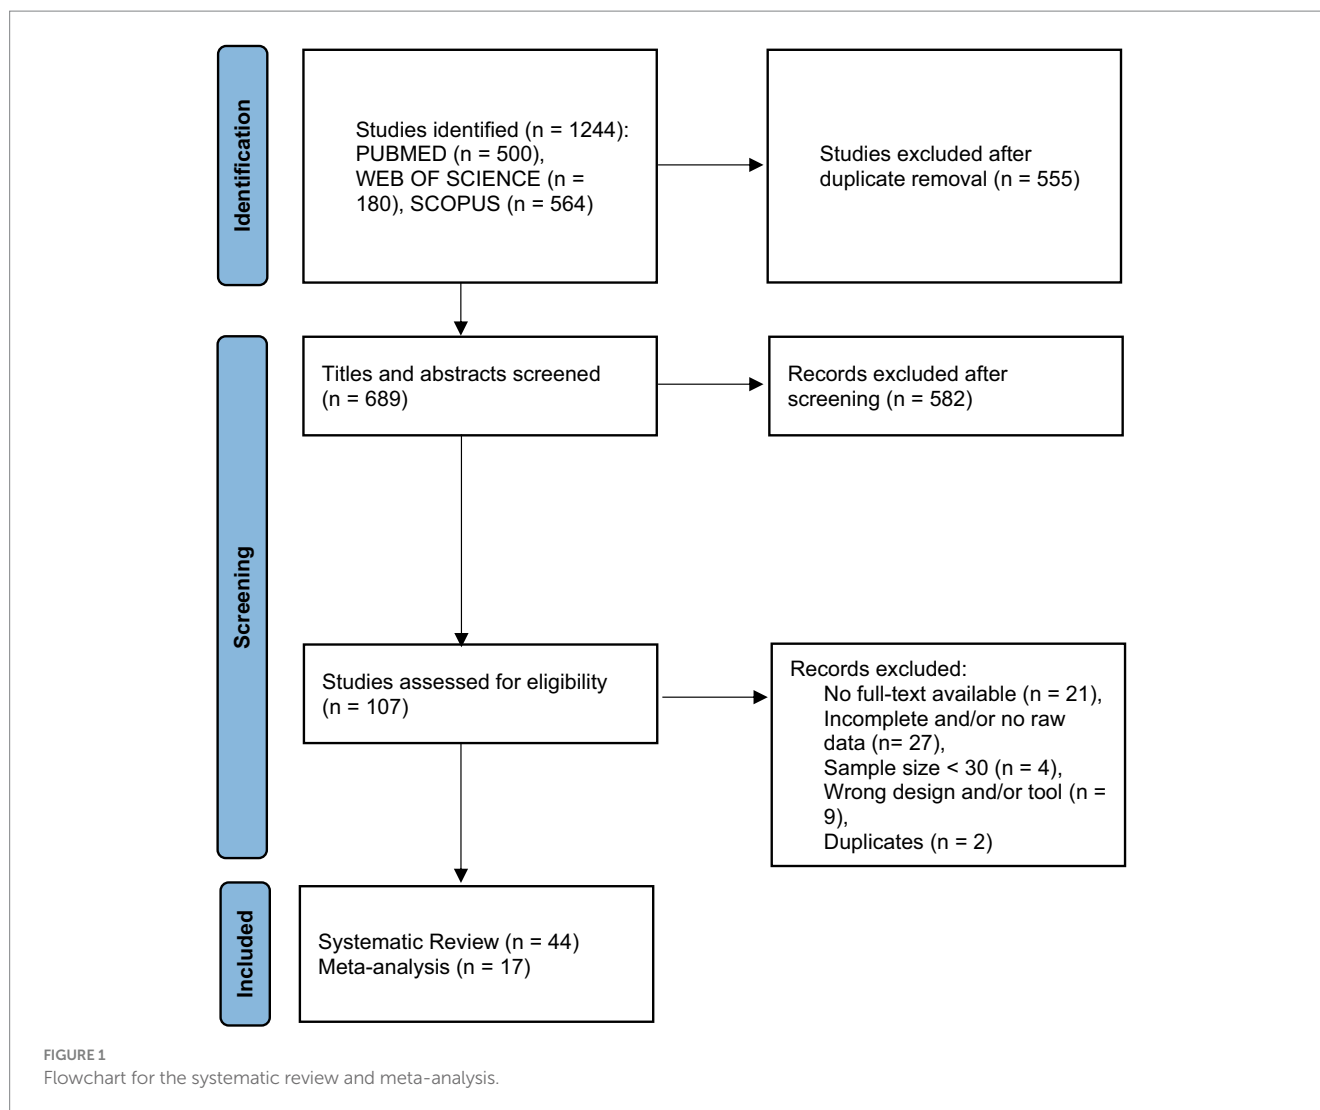 Identification
Studies identified (n = 1244):
PUBMED (n = 500),
WEB OF SCIENCE (n =
180), SCOPUS (n = 564)
Studies excluded after
duplicate removal (n = 555)
Screening
Titles and abstracts screened
(n = 689)
Records excluded after
screening (n = 582)
Studies assessed for eligibility
(n = 107)
Records excluded:
No full-text available (n = 21),
Incomplete and/or no raw
data (n= 27),
Sample size < 30 (n = 4),
Wrong design and/or tool (n =
9),
Duplicates (n = 2)
Included
Systematic Review (n = 44)
Meta-analysis (n = 17)
FIGURE 1
Flowchart for the systematic review and meta-analysis.